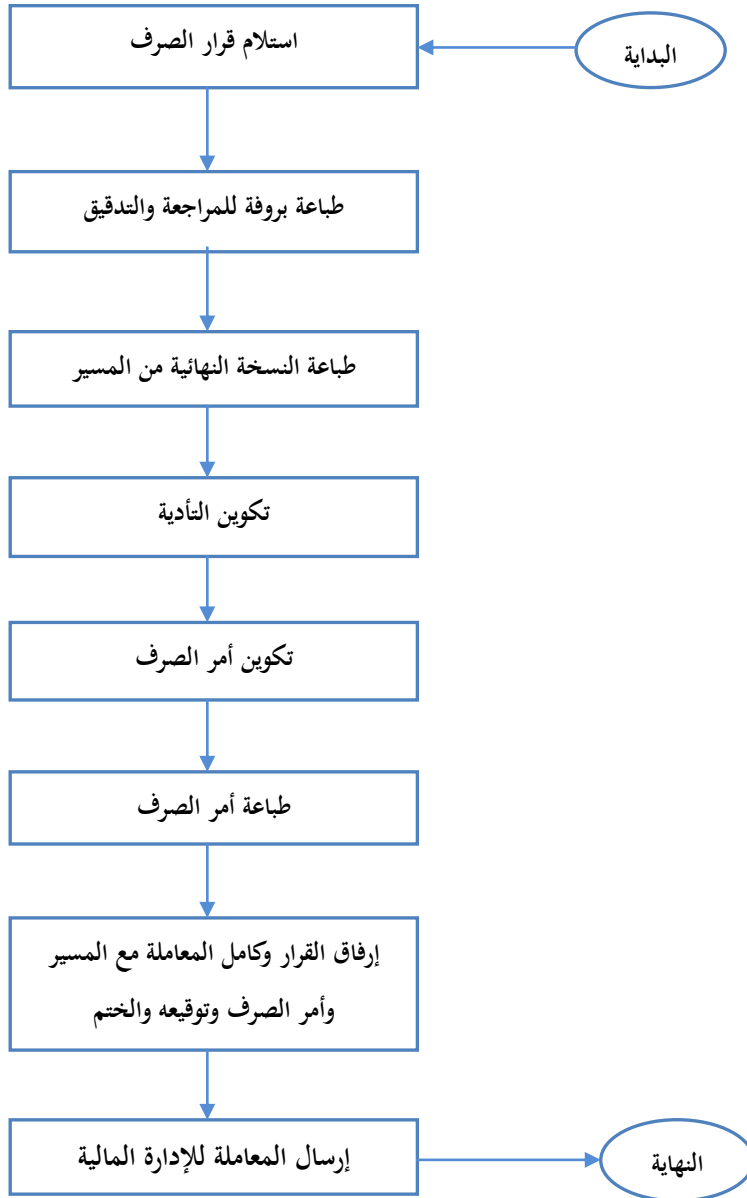 البداية
استلام قرار الصرف
طباعة بروفة للمراجعة والتدقيق
طباعة النسخة النهائية من المسير
تكوين التأدية
تكوين أمر الصرف
طباعة أمر الصرف
إرفاق القرار وكامل المعاملة مع المسير
وأمر الصرف وتوقيعه والختم
إرسال المعاملة للإدارة المالية
النهاية